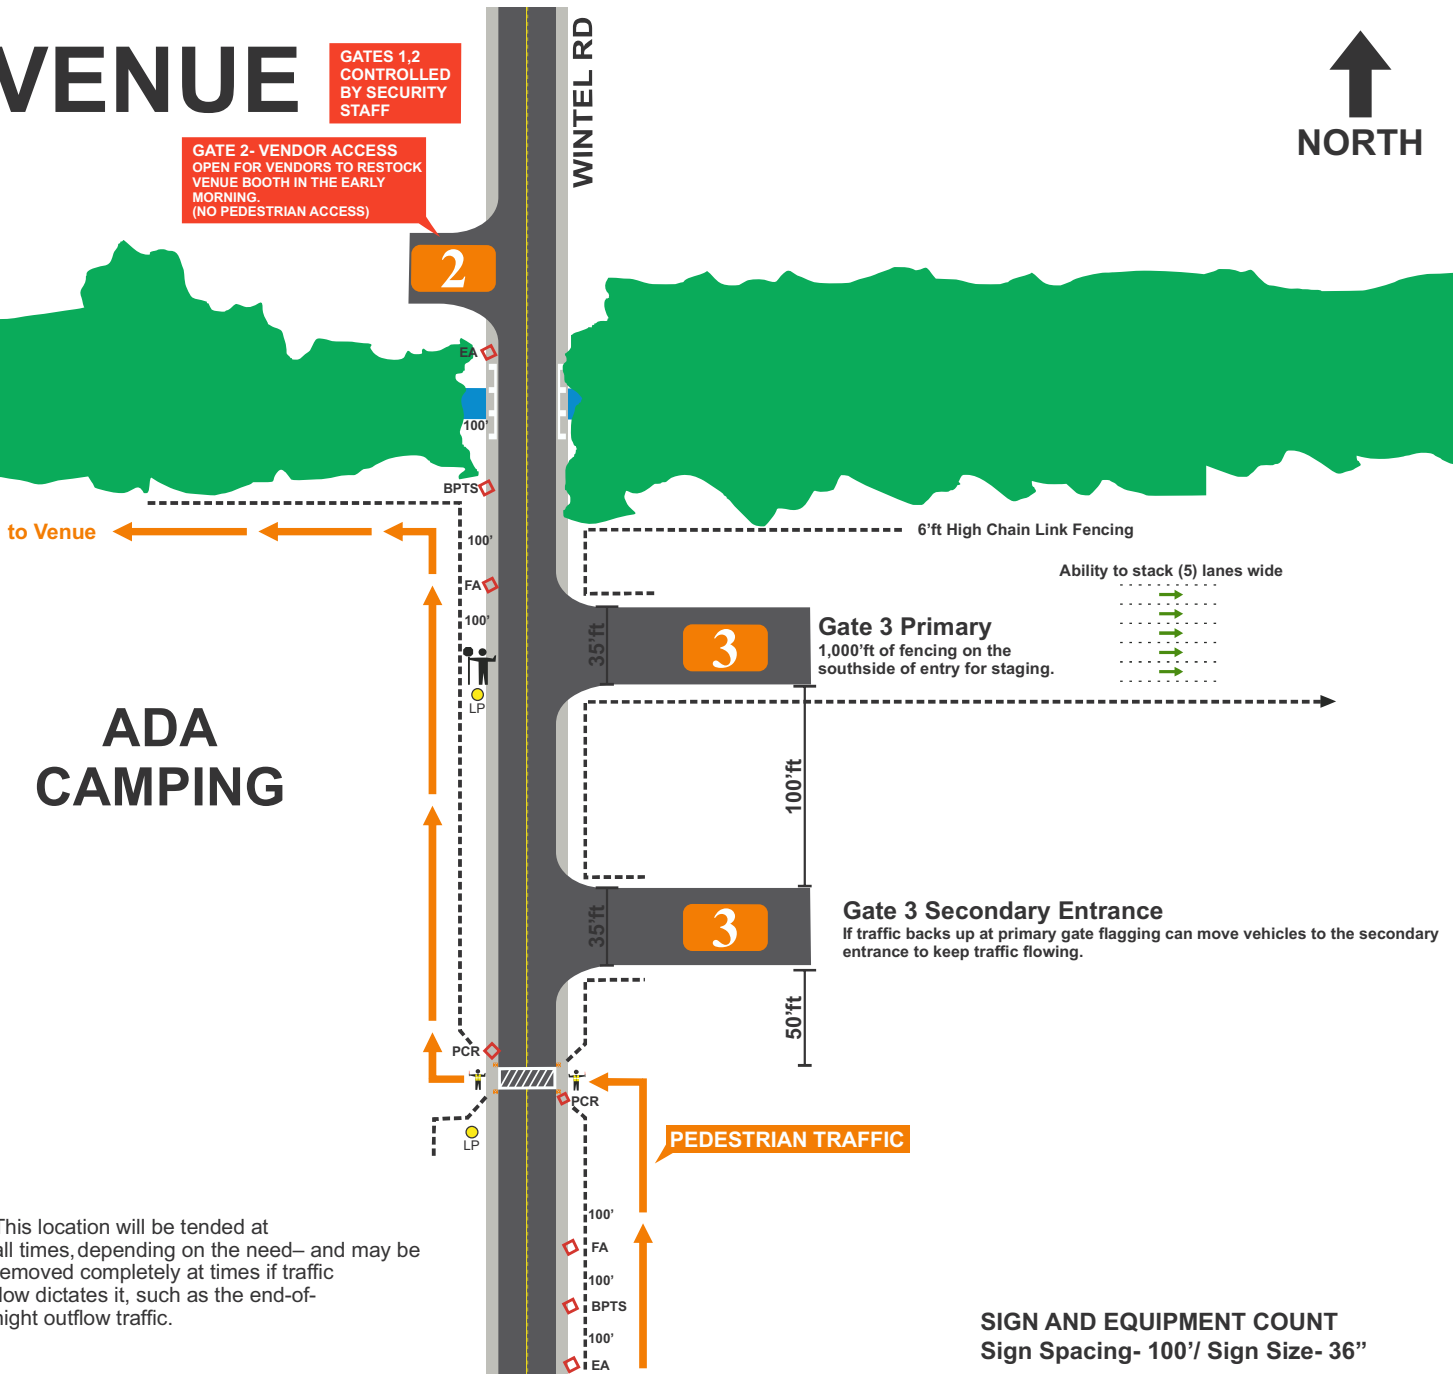 VENUE
GATES 1,2
CONTROLLED
BY SECURITY
STAFF
WINTEL RD
NORTH
GATE 2- VENDOR ACCESS
OPEN FOR VENDORS TO RESTOCK
VENUE BOOTH IN THE EARLY
MORNING.
(NO PEDESTRIAN ACCESS)
2
EA
100'
BPTS
to Venue
100'
6'ft High Chain Link Fencing
FA
Ability to stack (5) lanes wide
100'
35'ft
3
Gate 3 Primary
1,000'ft of fencing on the
southside of entry for staging.
LP
ADA
CAMPING
100'ft
35'ft
3
Gate 3 Secondary Entrance
If traffic backs up at primary gate flagging can move vehicles to the secondary
entrance to keep traffic flowing.
50'ft
PCR
PCR
LP
PEDESTRIAN TRAFFIC
100'
FA
100'
BPTS
100'
EA
This location will be tended at
all times, depending on the need– and may be
removed completely at times if traffic
flow dictates it, such as the end-of-
night outflow traffic.
SIGN AND EQUIPMENT COUNT
Sign Spacing- 100'/ Sign Size- 36”